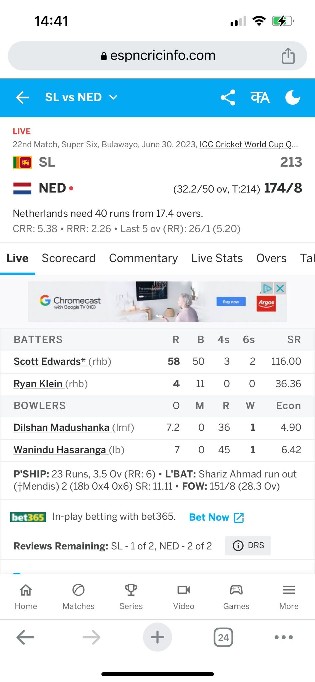 14:41
espncricinfo.com
SL vs NED
LIVE
22nd Match, Super Six, Bulawayo, June 30, 2023, ICC Cricket World Cup Q...
SL 213
NED • (32.2/50 ov, T:214) 174/8
Netherlands need 40 runs from 17.4 overs.
CRR: 5.38 • RRR: 2.26 • Last 5 ov (RR): 26/1 (5.20)
Live Scorecard Commentary Live Stats Overs Tal
Chromecast
with Google TV (HD)
Buy now
Argos
BATTERS R B 4s 6s SR
Scott Edwards† (rhb) 58 50 3 2 116.00
Ryan Klein (rhb) 4 11 0 0 36.36
BOWLERS O M R W Econ
Dilshan Madushanka (lmf) 7.2 0 36 1 4.90
Wanindu Hasaranga (lb) 7 0 45 1 6.42
P'SHIP: 23 Runs, 3.5 Ov (RR: 6) • L'BAT: Shariz Ahmad run out
(†Mendis) 2 (18b 0x4 0x6) SR: 11.11 • FOW: 151/8 (28.3 Ov)
bet365 In-play betting with bet365. Bet Now
Reviews Remaining: SL - 1 of 2, NED - 2 of 2 DRS
Home Matches Series Video Games More
24